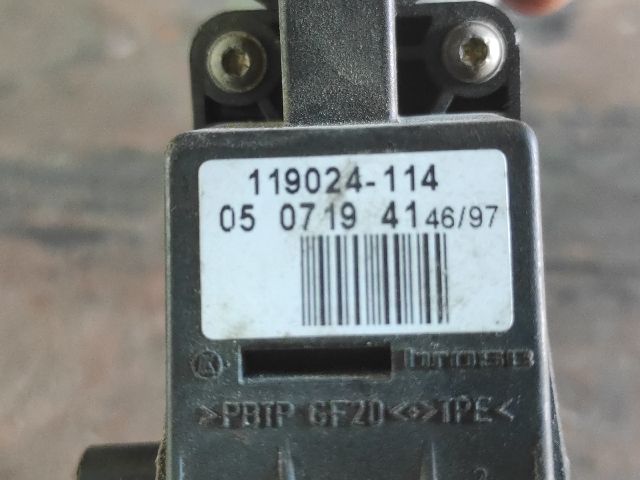 119024-114
05 0719 41 46/97
A brose
>PBTP GF20<+>TPE<